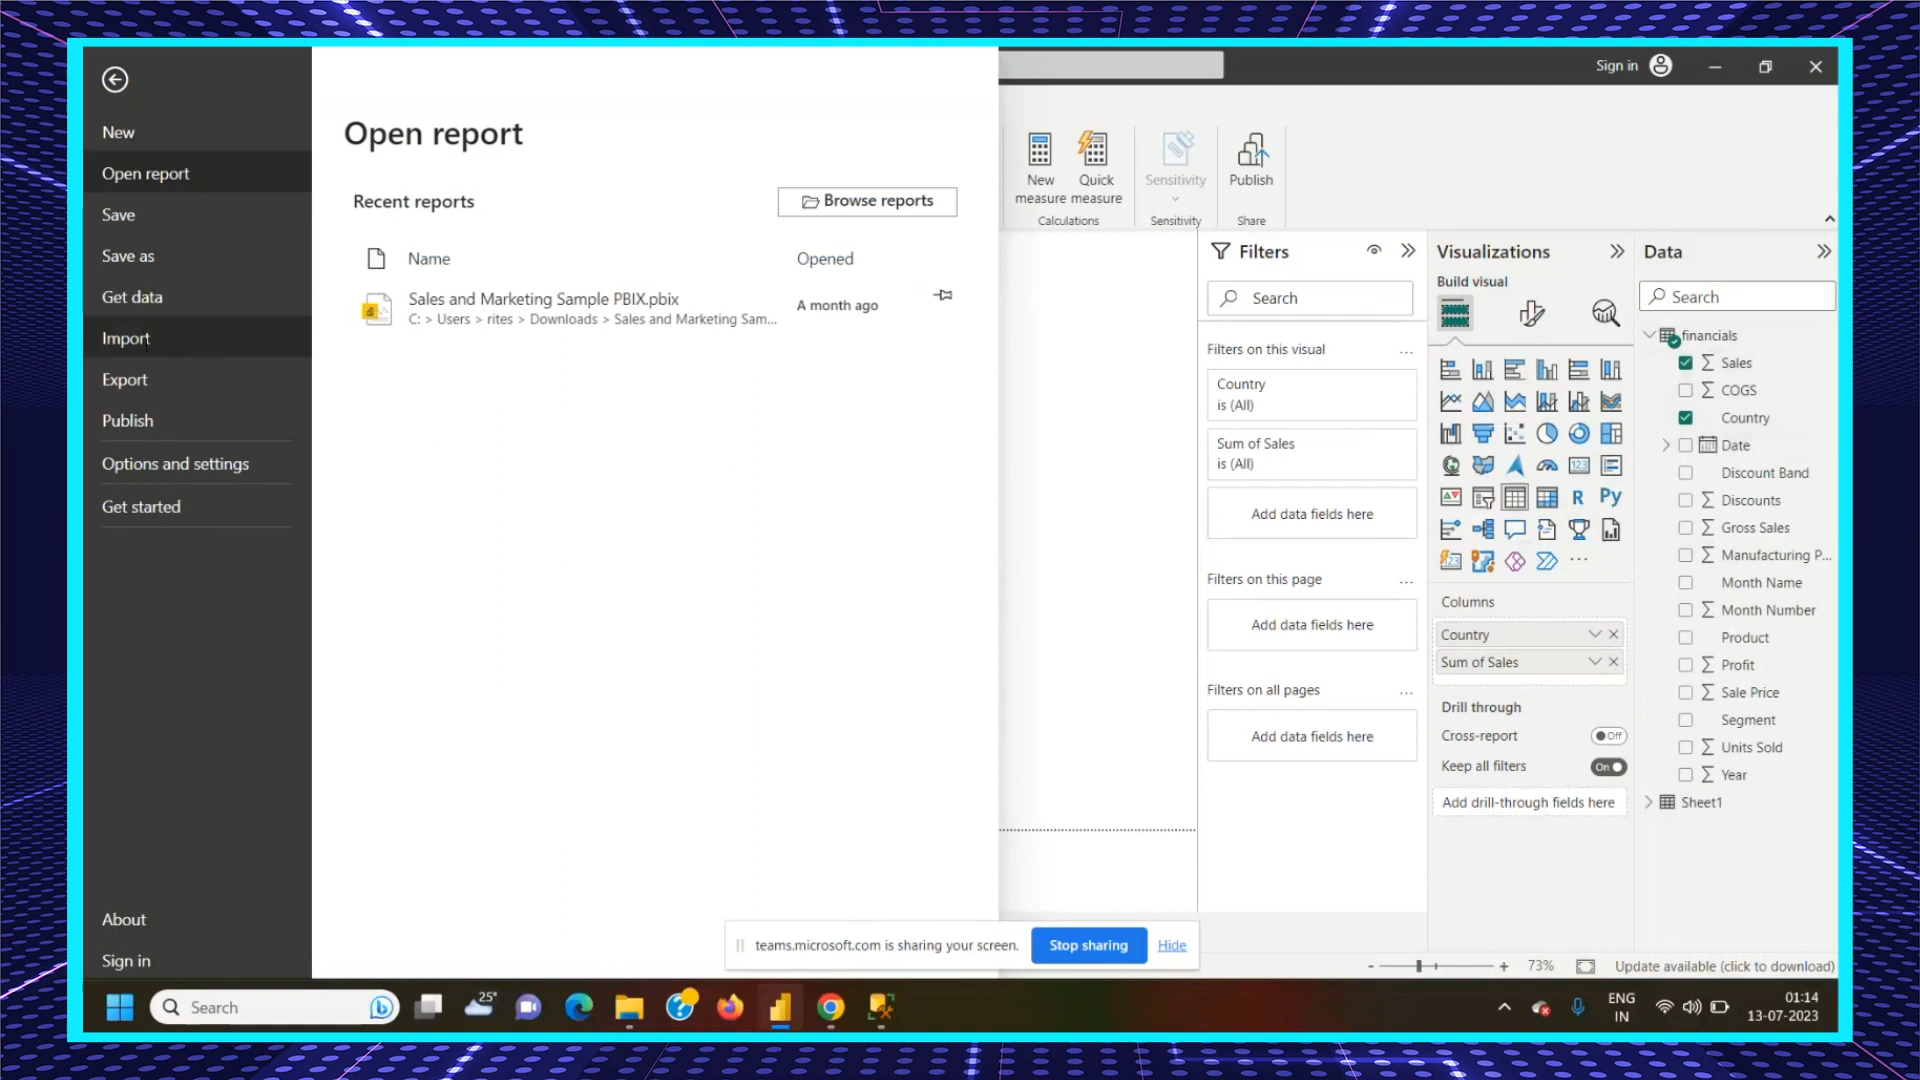 Sign in
New
Open report
Save
Save as
Get data
Import
Export
Publish
Options and settings
Get started
About
Sign in
Open report
Recent reports
Browse reports
Name
Opened
Sales and Marketing Sample PBIX.pbix
C: > Users > rites > Downloads > Sales and Marketing Sam...
A month ago
New measure
Quick measure
Calculations
Sensitivity
Sensitivity
Publish
Share
Filters
Search
Filters on this visual
...
Country
is (All)
Sum of Sales
is (All)
Add data fields here
Filters on this page
...
Add data fields here
Filters on all pages
...
Add data fields here
Visualizations
Build visual
123
R
Py
123
...
Columns
Country
Sum of Sales
Drill through
Cross-report
Off
Keep all filters
On
Add drill-through fields here
Data
Search
financials
Sales
COGS
Country
Date
Discount Band
Discounts
Gross Sales
Manufacturing P...
Month Name
Month Number
Product
Profit
Sale Price
Segment
Units Sold
Year
Sheet1
teams.microsoft.com is sharing your screen.
Stop sharing
Hide
- + 73%
Update available (click to download)
Search
25°
ENG
IN
01:14
13-07-2023